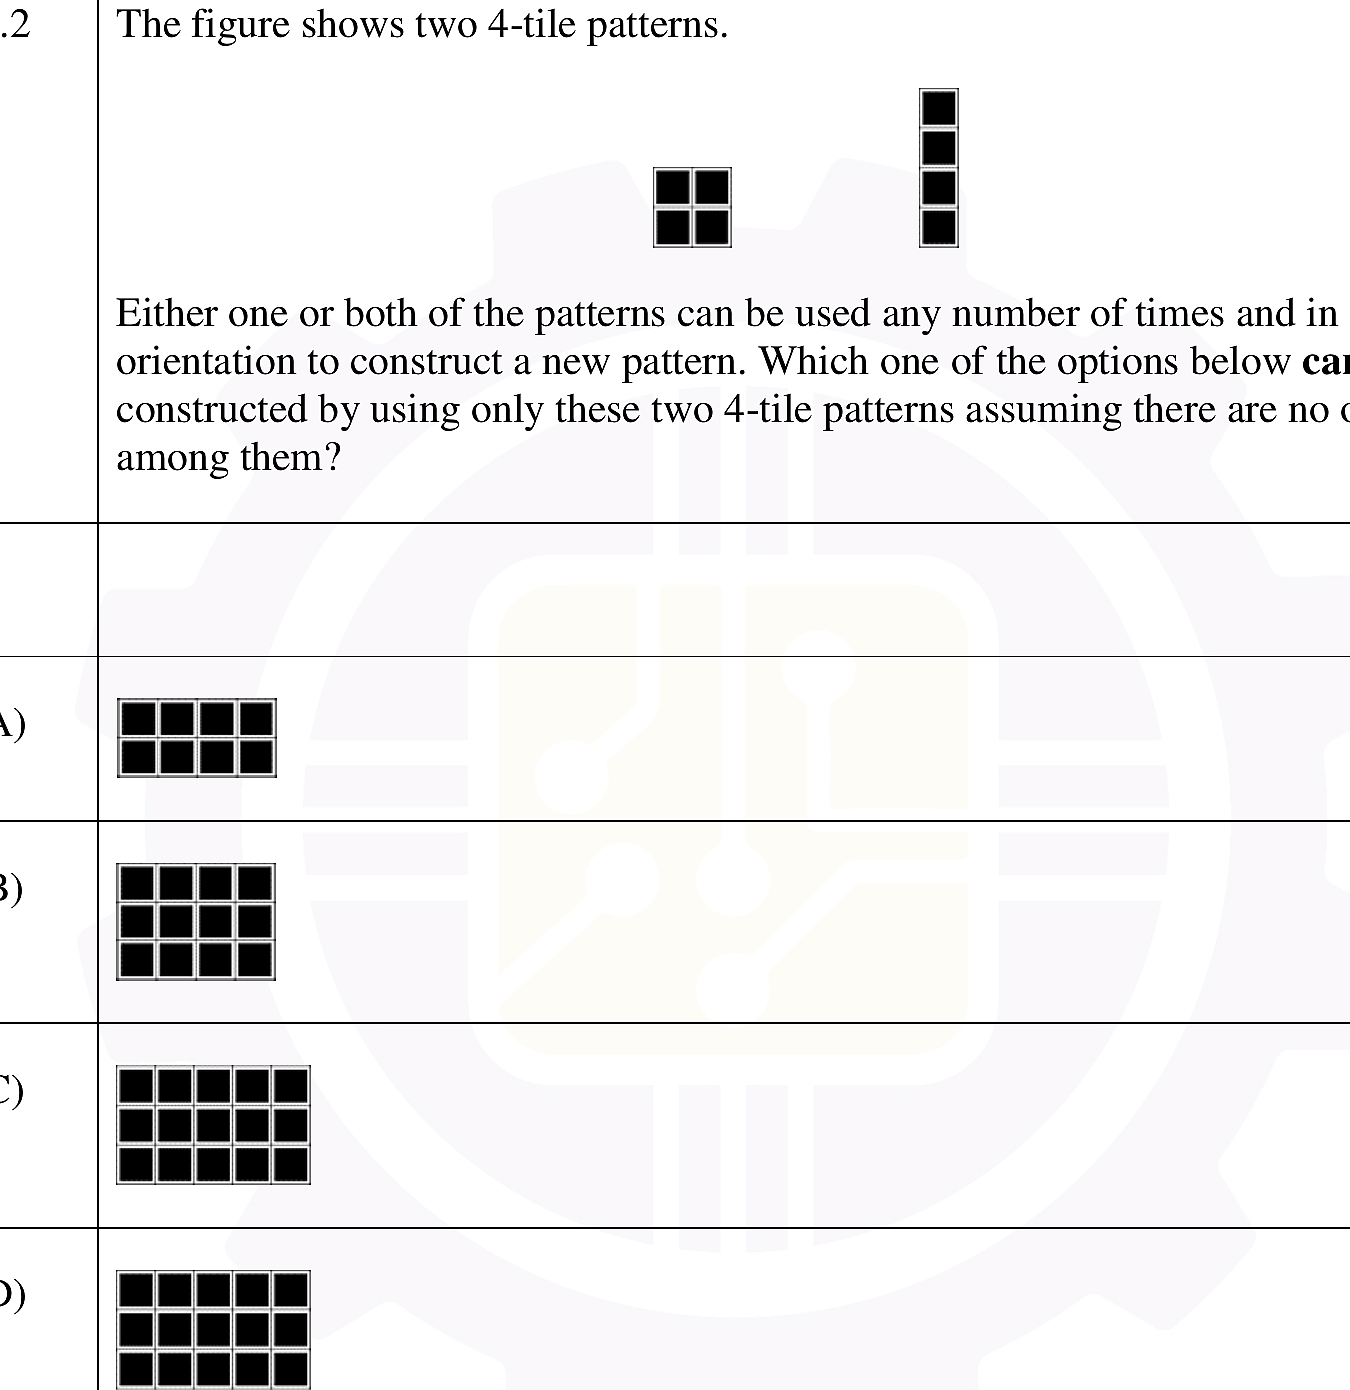 .2
The figure shows two 4-tile patterns.
Either one or both of the patterns can be used any number of times and in
orientation to construct a new pattern. Which one of the options below
constructed by using only these two 4-tile patterns assuming there are no
among them?
A)
B)
C)
D)